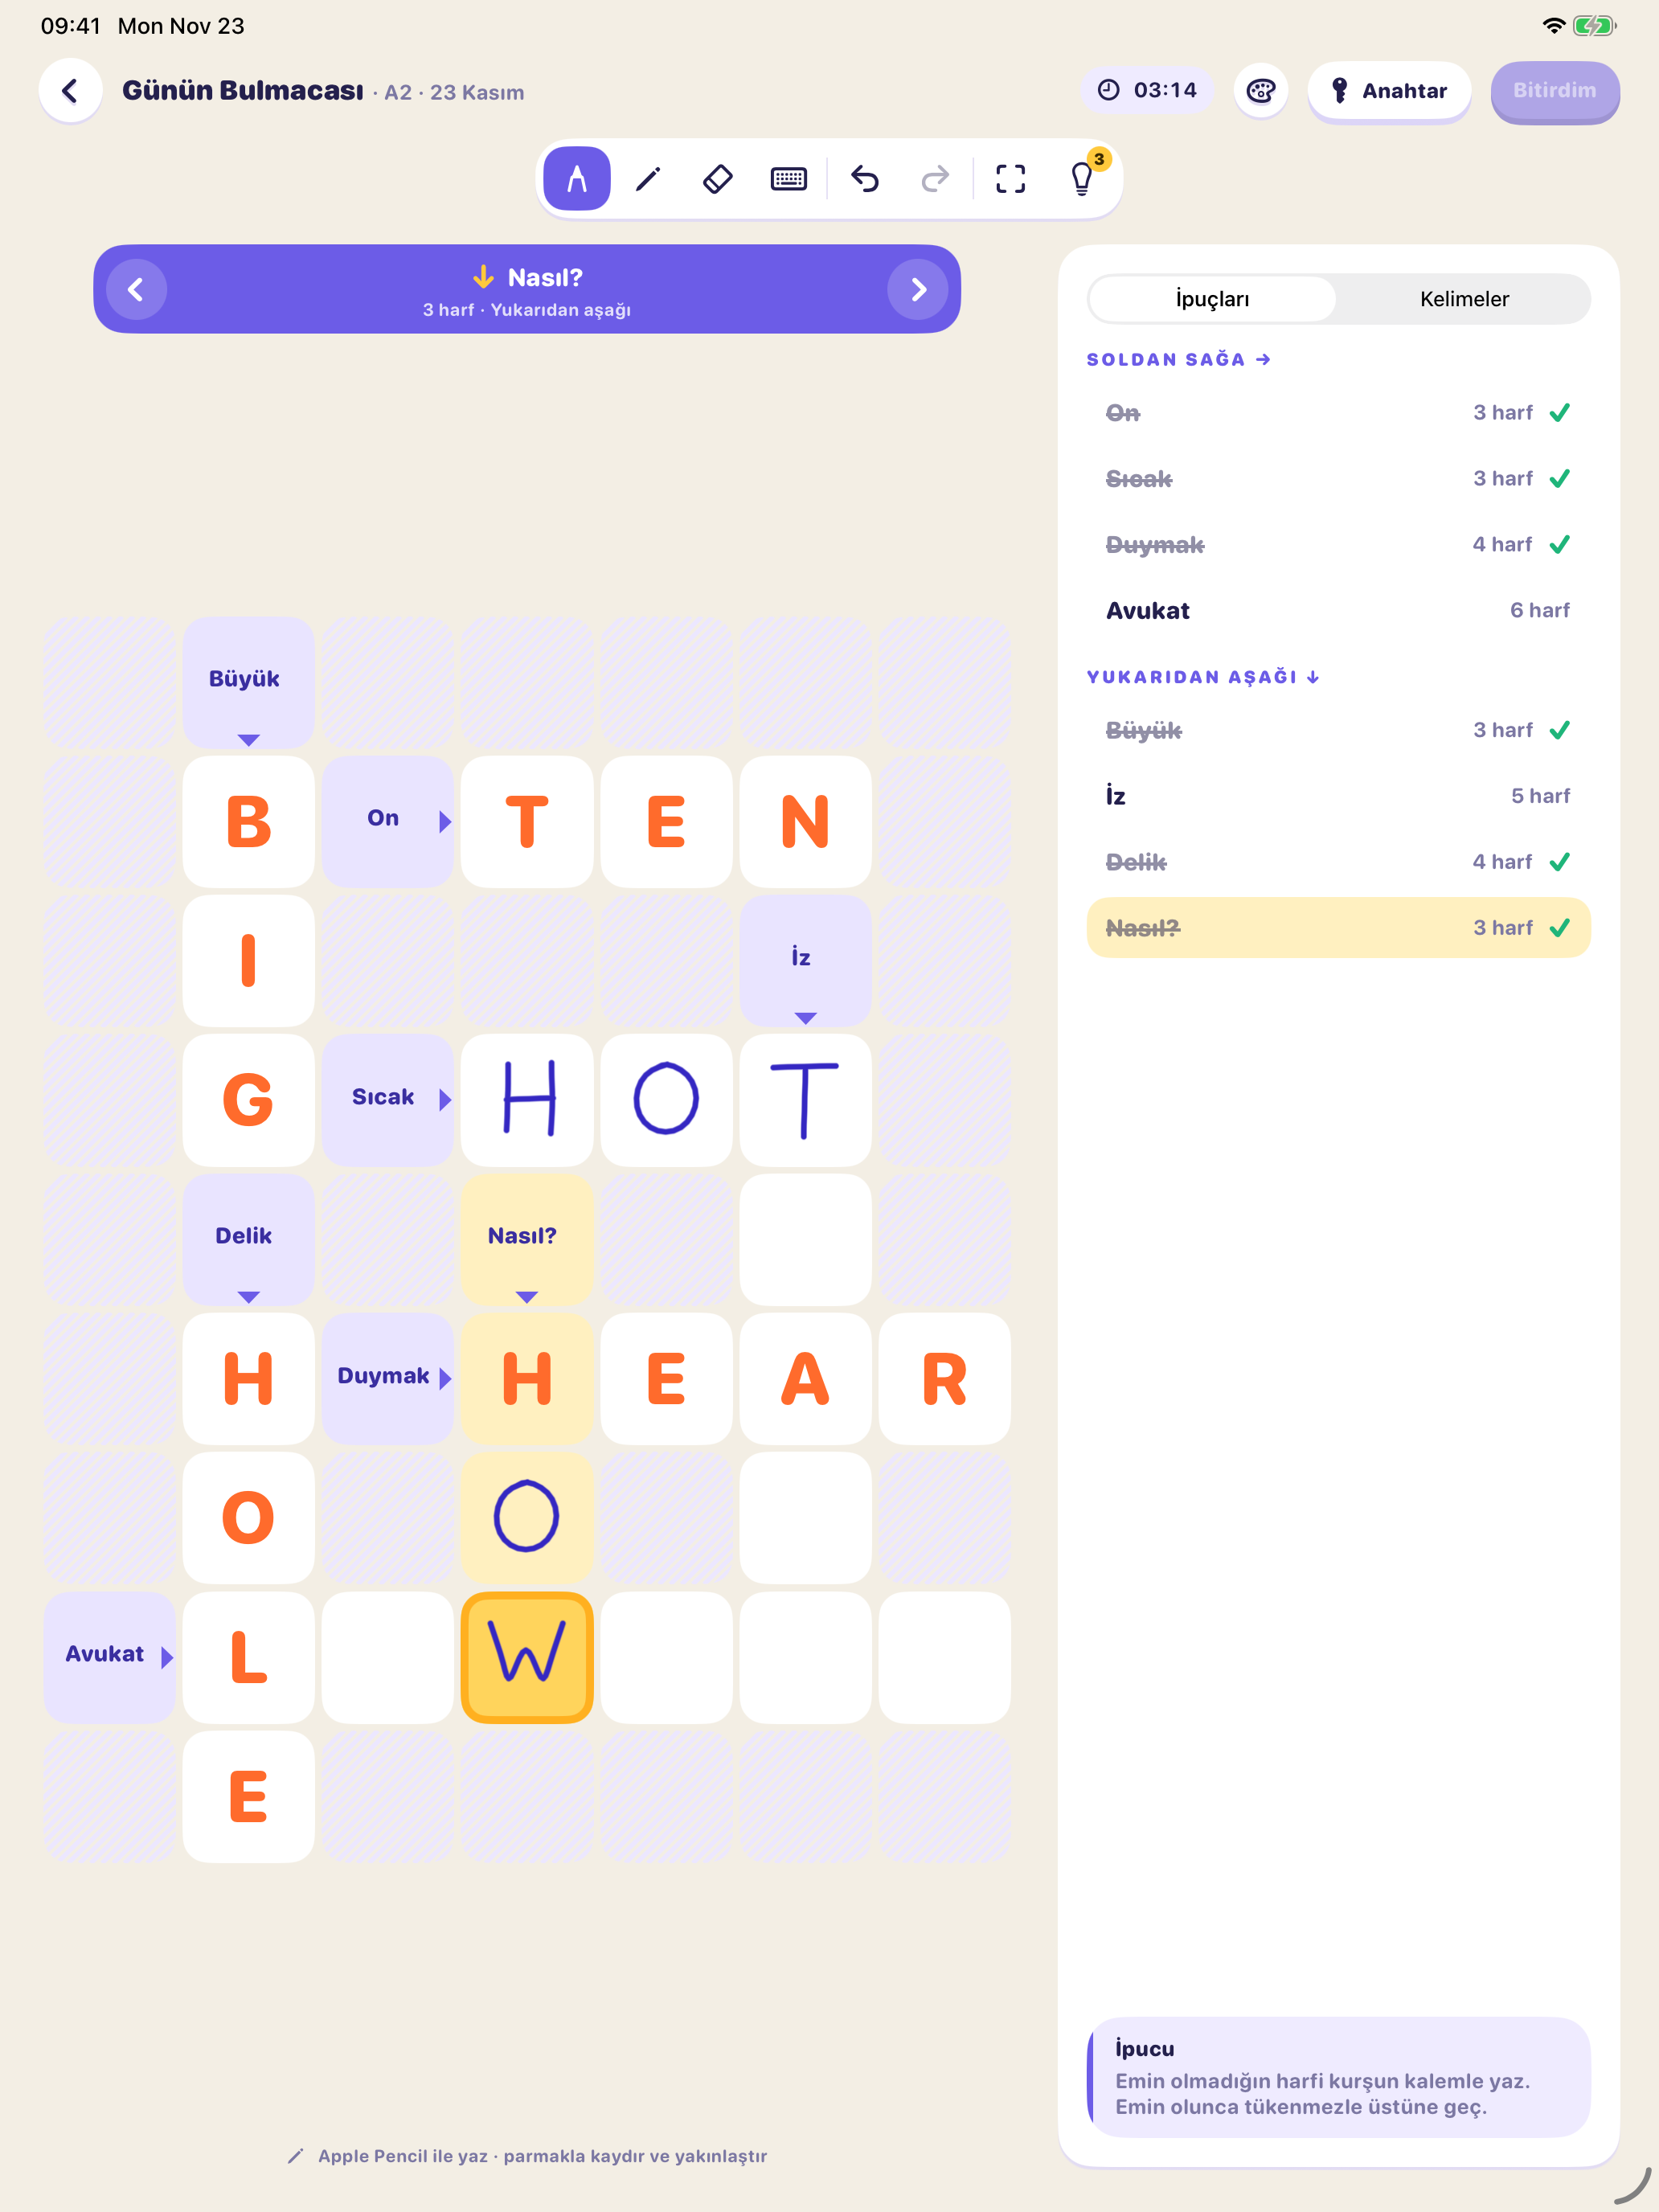 09:41 Mon Nov 23
Günün Bulmacası · A2 · 23 Kasım
03:14
Anahtar
Bitirdim
3
Nasıl?
3 harf · Yukarıdan aşağı
Büyük
B On T E N
I İz
G Sıcak H O T
Delik Nasıl?
H Duymak H E A R
O O
Avukat L W
E
Apple Pencil ile yaz · parmakla kaydır ve yakınlaştır
İpuçları Kelimeler
SOLDAN SAĞA →
On 3 harf
Sıcak 3 harf
Duymak 4 harf
Avukat 6 harf
YUKARIDAN AŞAĞI ↓
Büyük 3 harf
İz 5 harf
Delik 4 harf
Nasıl? 3 harf
İpucu
Emin olmadığın harfi kurşun kalemle yaz.
Emin olunca tükenmezle üstüne geç.